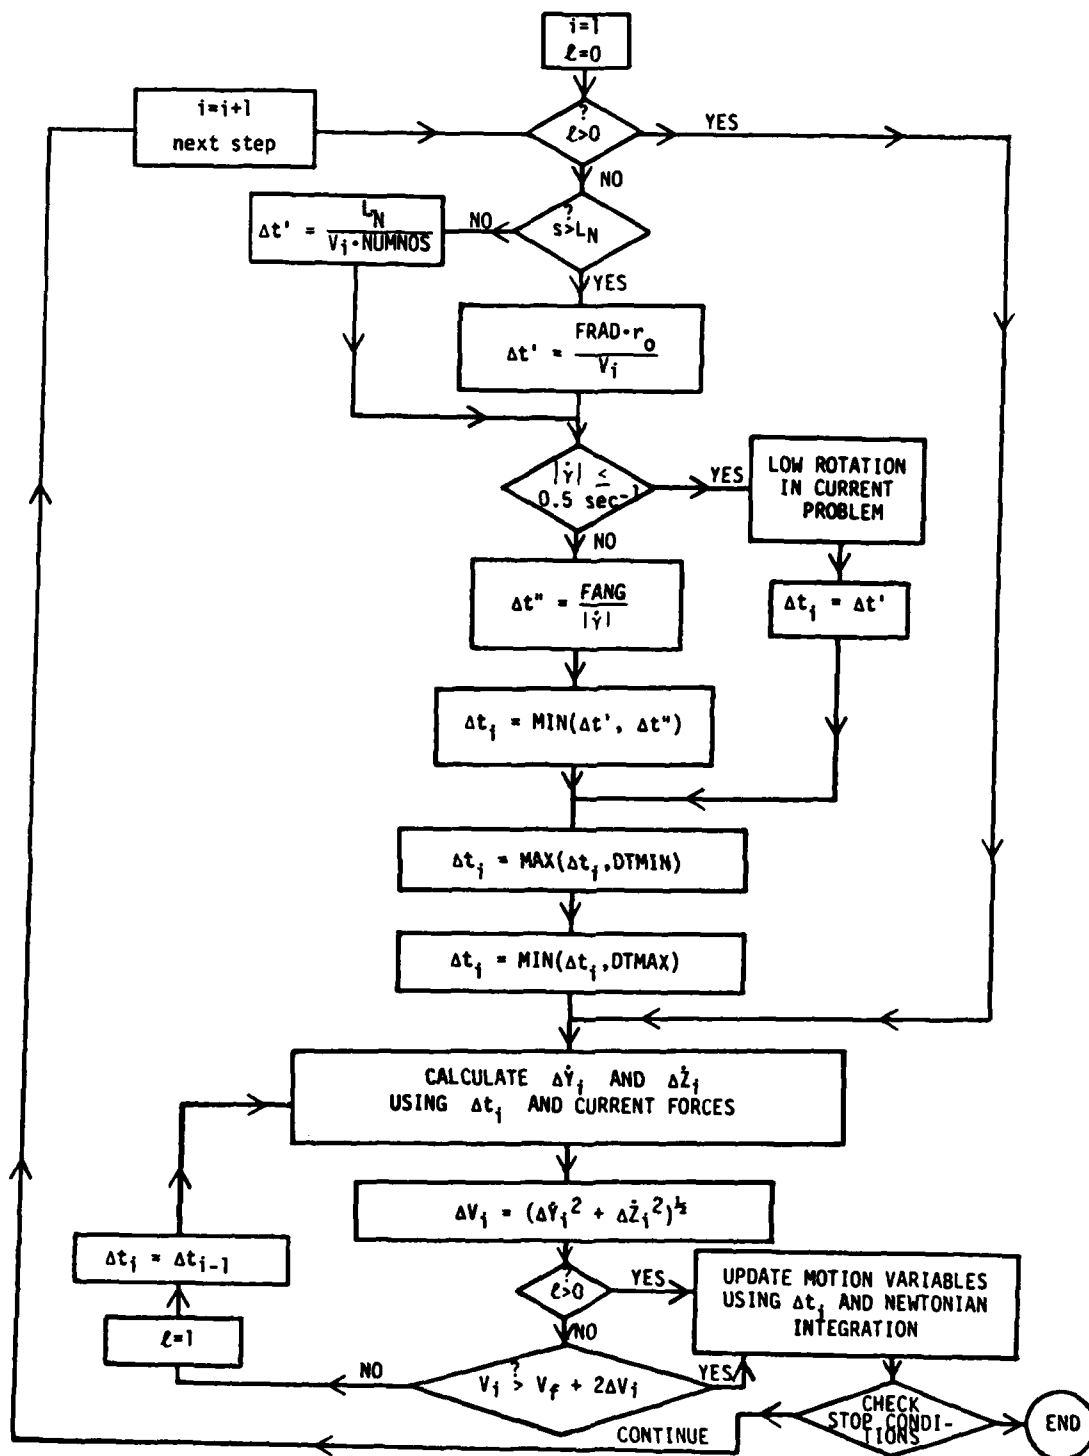 i=1
ℓ=0
i=i+1
next step
?
ℓ>0
YES
NO
?
s>L_N
NO
Δt' = L_N / V_i·NUMNOS
YES
Δt' = FRAD·r_o / V_i
|γ̇| ≤
0.5 sec⁻¹
YES
LOW ROTATION
IN CURRENT
PROBLEM
NO
Δt" = FANG / |γ̇|
Δt_i = Δt'
Δt_i = MIN(Δt', Δt")
Δt_i = MAX(Δt_i,DTMIN)
Δt_i = MIN(Δt_i,DTMAX)
CALCULATE ΔẎ_i AND ΔŻ_i
USING Δt_i AND CURRENT FORCES
ΔV_i = (ΔẎ_i² + ΔŻ_i²)^½
Δt_i = Δt_{i-1}
?
ℓ>0
YES
UPDATE MOTION VARIABLES
USING Δt_i AND NEWTONIAN
INTEGRATION
ℓ=1
NO
NO
?
V_i > V_f + 2ΔV_i
YES
CHECK
STOP CONDI-
TIONS
END
CONTINUE